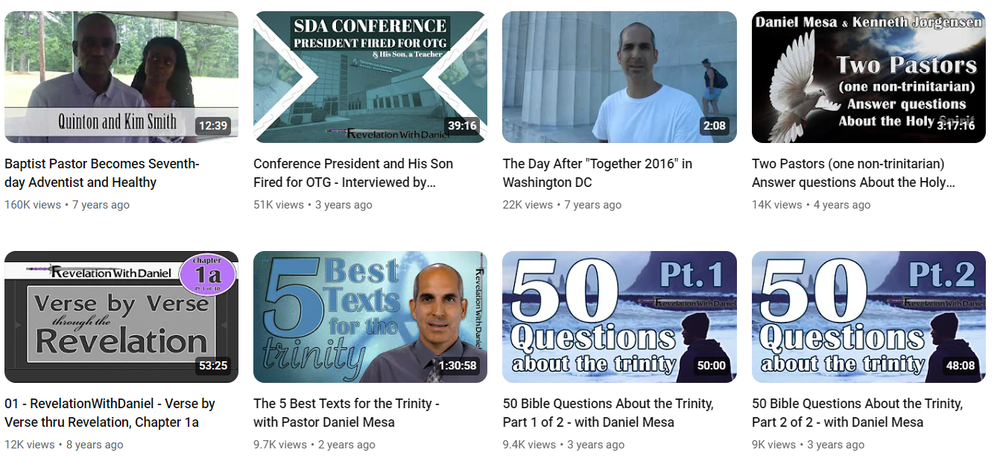 Quinton and Kim Smith
12:39
SDA CONFERENCE
PRESIDENT FIRED FOR OTG
& His Son, a Teacher
Revelation With Daniel
39:16
2:08
Daniel Mesa & Kenneth Jørgensen
Two Pastors
(one non-trinitarian)
Answer questions
About the Holy Spirit
3:17:16
Baptist Pastor Becomes Seventh-
day Adventist and Healthy
160K views • 7 years ago
Conference President and His Son
Fired for OTG - Interviewed by...
51K views • 3 years ago
The Day After "Together 2016" in
Washington DC
22K views • 7 years ago
Two Pastors (one non-trinitarian)
Answer questions About the Holy...
14K views • 4 years ago
Revelation With Daniel
chapter
1a
Pt. 1 of 30
Verse by Verse
through the
Revelation
53:25
the
5 Best
Texts
for the
trinity
Revelation With Daniel
1:30:58
50
Pt.1
Revelation With Daniel
Questions
about the trinity
50:00
50
Pt.2
Revelation With Daniel
Questions
about the trinity
48:08
01 - RevelationWithDaniel - Verse by
Verse thru Revelation, Chapter 1a
12K views • 8 years ago
The 5 Best Texts for the Trinity -
with Pastor Daniel Mesa
9.7K views • 2 years ago
50 Bible Questions About the Trinity,
Part 1 of 2 - with Daniel Mesa
9.4K views • 3 years ago
50 Bible Questions About the Trinity,
Part 2 of 2 - with Daniel Mesa
9K views • 3 years ago